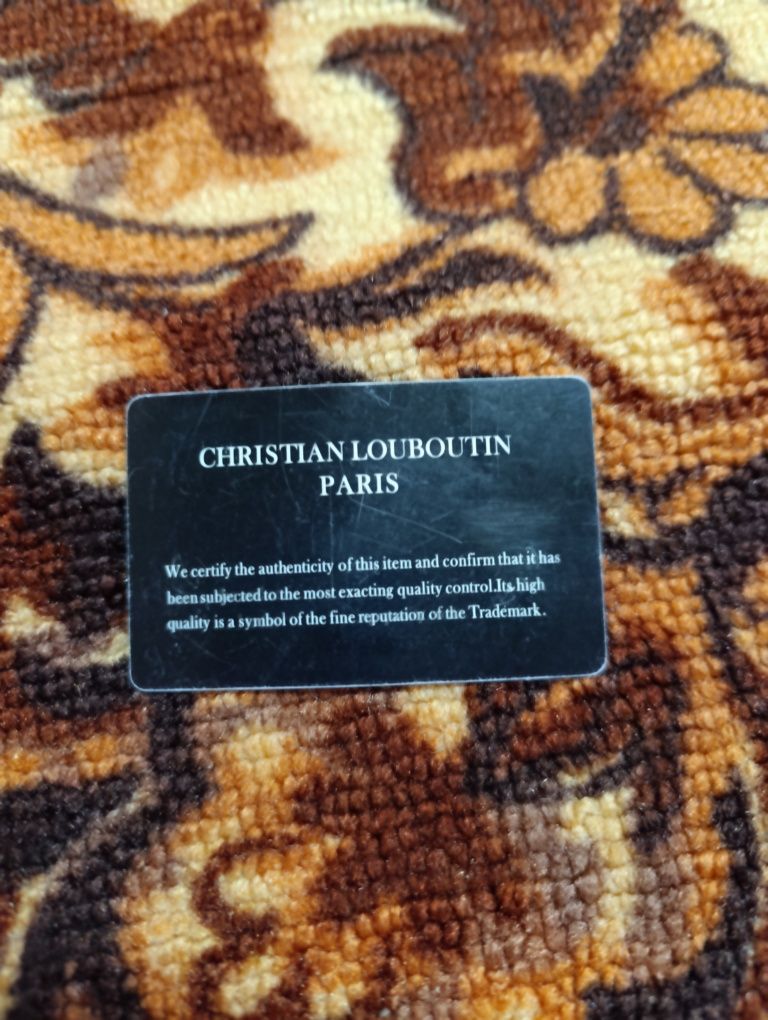 CHRISTIAN LOUBOUTIN
PARIS
We certify the authenticity of this item and confirm that it has
been subjected to the most exacting quality control.Its high
quality is a symbol of the fine reputation of the Trademark.